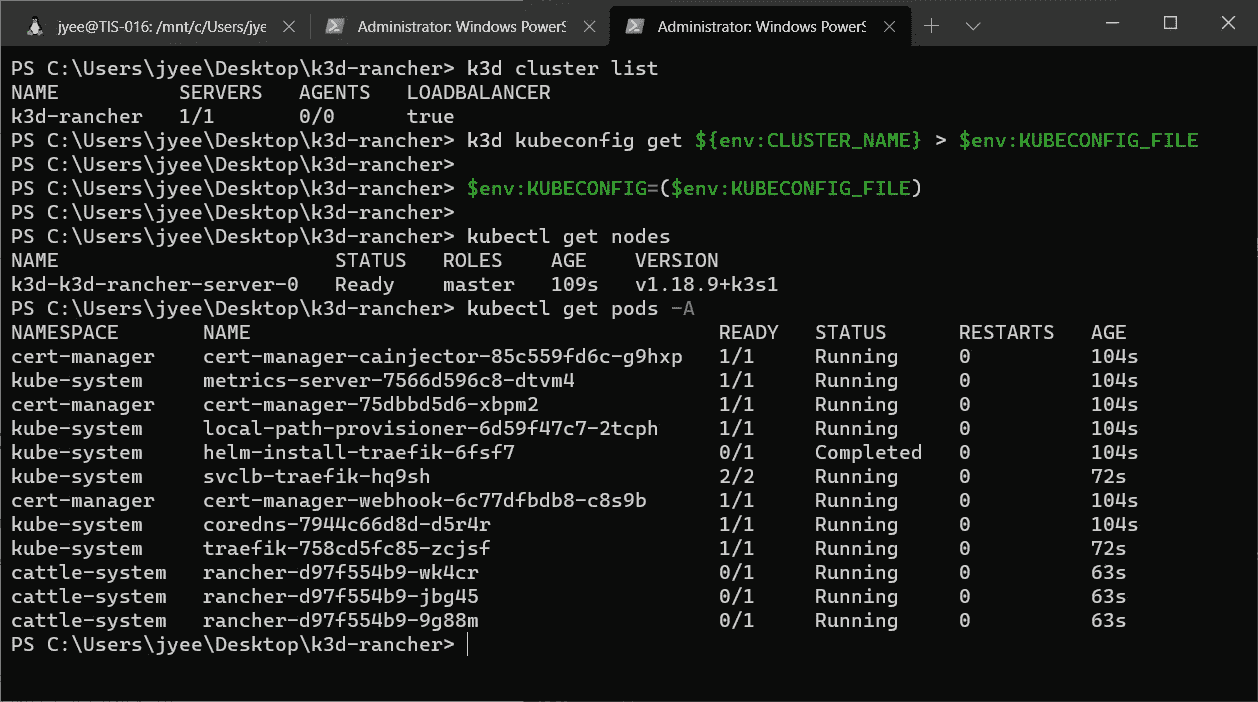 jyee@TIS-016: /mnt/c/Users/jye Administrator: Windows PowerS Administrator: Windows PowerS
PS C:\Users\jyee\Desktop\k3d-rancher> k3d cluster list
NAME          SERVERS   AGENTS   LOADBALANCER
k3d-rancher   1/1       0/0      true
PS C:\Users\jyee\Desktop\k3d-rancher> k3d kubeconfig get ${env:CLUSTER_NAME} > $env:KUBECONFIG_FILE
PS C:\Users\jyee\Desktop\k3d-rancher>
PS C:\Users\jyee\Desktop\k3d-rancher> $env:KUBECONFIG=($env:KUBECONFIG_FILE)
PS C:\Users\jyee\Desktop\k3d-rancher>
PS C:\Users\jyee\Desktop\k3d-rancher> kubectl get nodes
NAME                       STATUS   ROLES    AGE    VERSION
k3d-k3d-rancher-server-0   Ready    master   109s   v1.18.9+k3s1
PS C:\Users\jyee\Desktop\k3d-rancher> kubectl get pods -A
NAMESPACE       NAME                                       READY   STATUS      RESTARTS   AGE
cert-manager    cert-manager-cainjector-85c559fd6c-g9hxp   1/1     Running     0          104s
kube-system     metrics-server-7566d596c8-dtvm4            1/1     Running     0          104s
cert-manager    cert-manager-75dbbd5d6-xbpm2               1/1     Running     0          104s
kube-system     local-path-provisioner-6d59f47c7-2tcph     1/1     Running     0          104s
kube-system     helm-install-traefik-6fsf7                 0/1     Completed   0          104s
kube-system     svclb-traefik-hq9sh                        2/2     Running     0          72s
cert-manager    cert-manager-webhook-6c77dfbdb8-c8s9b      1/1     Running     0          104s
kube-system     coredns-7944c66d8d-d5r4r                   1/1     Running     0          104s
kube-system     traefik-758cd5fc85-zcjsf                   1/1     Running     0          72s
cattle-system   rancher-d97f554b9-wk4cr                    0/1     Running     0          63s
cattle-system   rancher-d97f554b9-jbg45                    0/1     Running     0          63s
cattle-system   rancher-d97f554b9-9g88m                    0/1     Running     0          63s
PS C:\Users\jyee\Desktop\k3d-rancher>